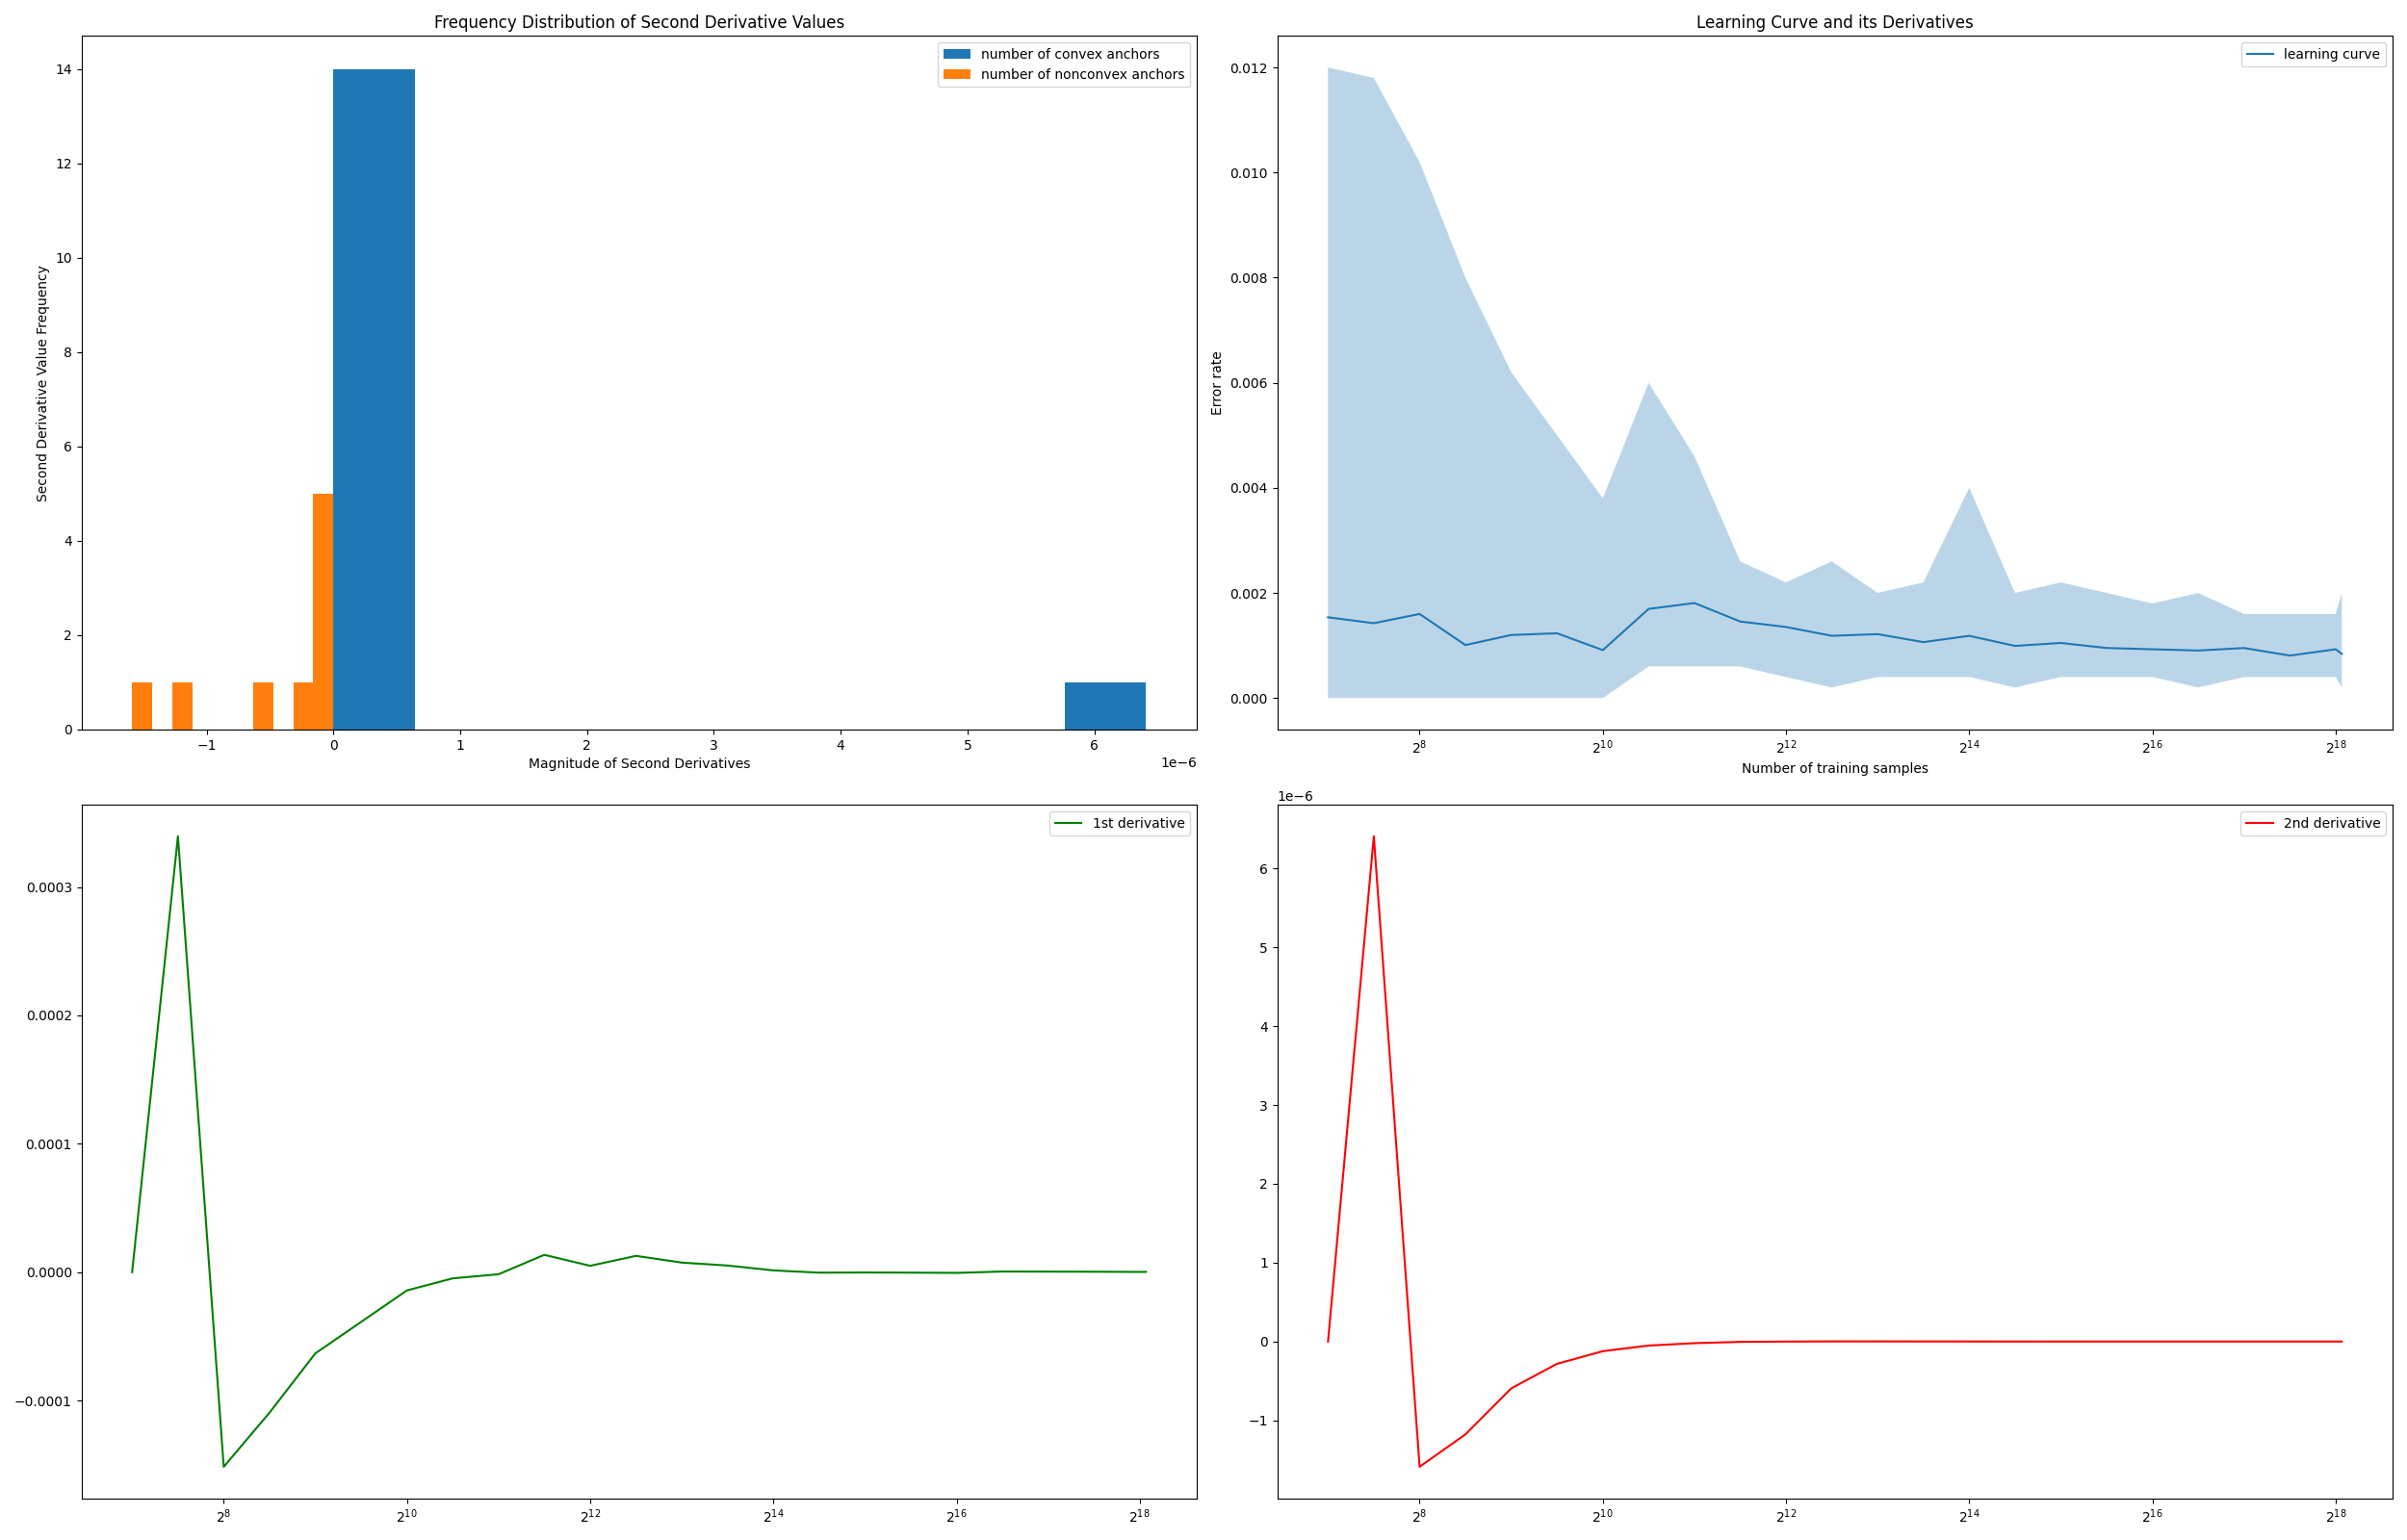 Frequency Distribution of Second Derivative Values
number of convex anchors
number of nonconvex anchors
Second Derivative Value Frequency
14
12
10
8
6
4
2
0
−1 0 1 2 3 4 5 6
1e−6
Magnitude of Second Derivatives
Learning Curve and its Derivatives
learning curve
Error rate
0.012
0.010
0.008
0.006
0.004
0.002
0.000
2^8 2^10 2^12 2^14 2^16 2^18
Number of training samples
1st derivative
0.0003
0.0002
0.0001
0.0000
−0.0001
2^8 2^10 2^12 2^14 2^16 2^18
1e−6
2nd derivative
6
5
4
3
2
1
0
−1
2^8 2^10 2^12 2^14 2^16 2^18